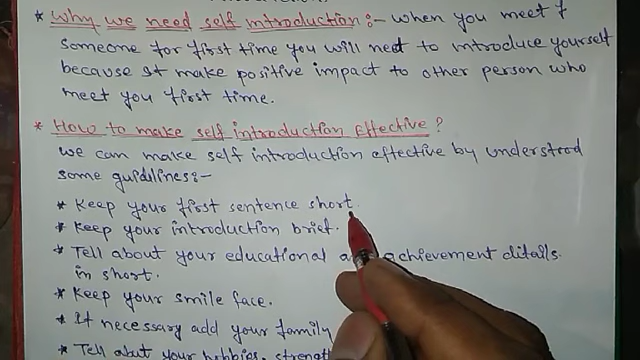 * Why we need self introduction :- When you meet
someone for first time you will need to introduce yourself
because It make positive impact to other person who
meet you first time.
* How to make self introduction Effective ?
We can make self introduction effective by understood
some guidliness:-
* Keep your first sentence short.
* Keep your introduction brief.
* Tell about your educational achievement ditails
in short.
* Keep your smile face.
* If necessary add your family
* Tell about your hobbies,